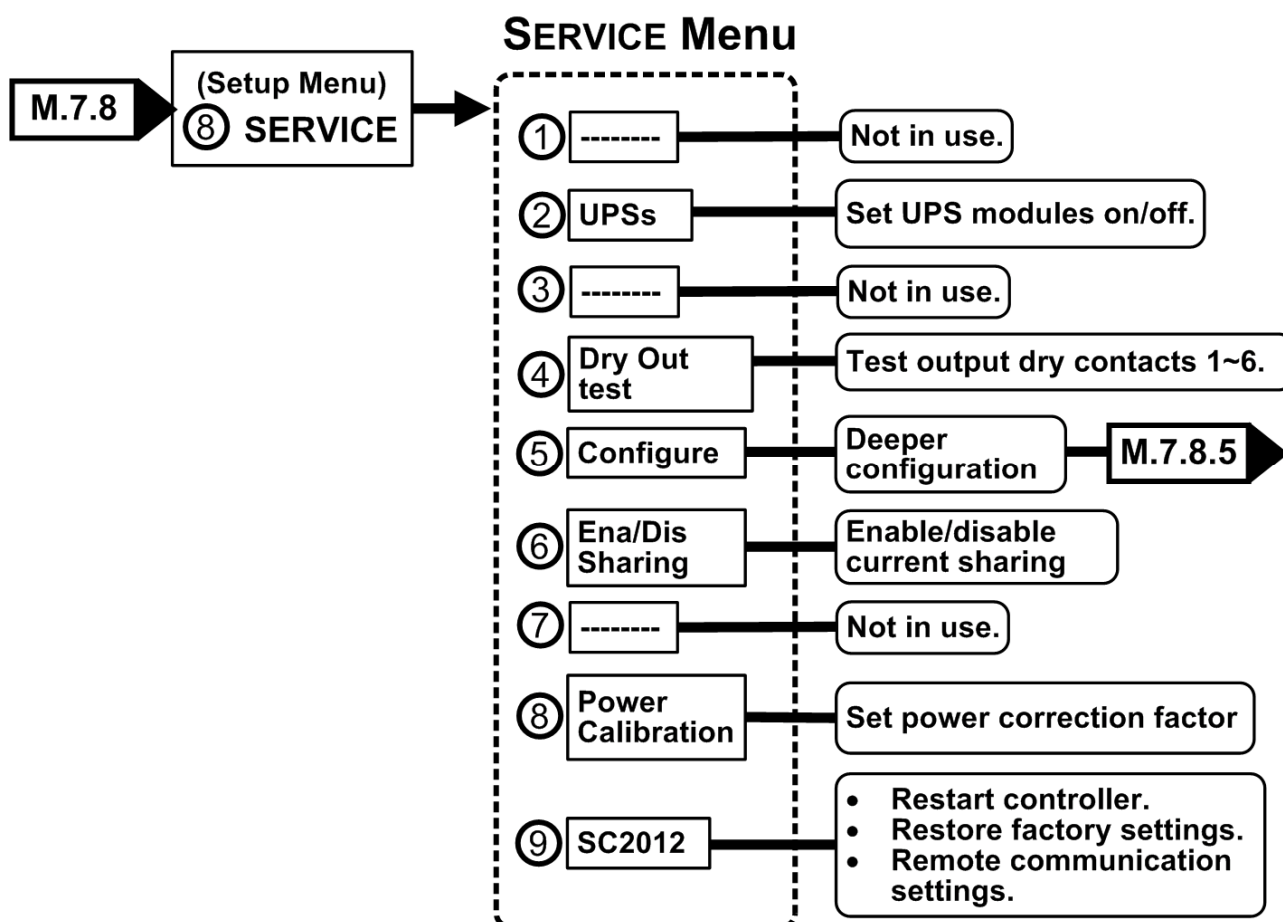 SERVICE Menu
M.7.8
(Setup Menu)
8 SERVICE
1 --------
Not in use.
2 UPSs
Set UPS modules on/off.
3 --------
Not in use.
4 Dry Out
test
Test output dry contacts 1~6.
5 Configure
Deeper
configuration
M.7.8.5
6 Ena/Dis
Sharing
Enable/disable
current sharing
7 --------
Not in use.
8 Power
Calibration
Set power correction factor
9 SC2012
• Restart controller.
• Restore factory settings.
• Remote communication
settings.